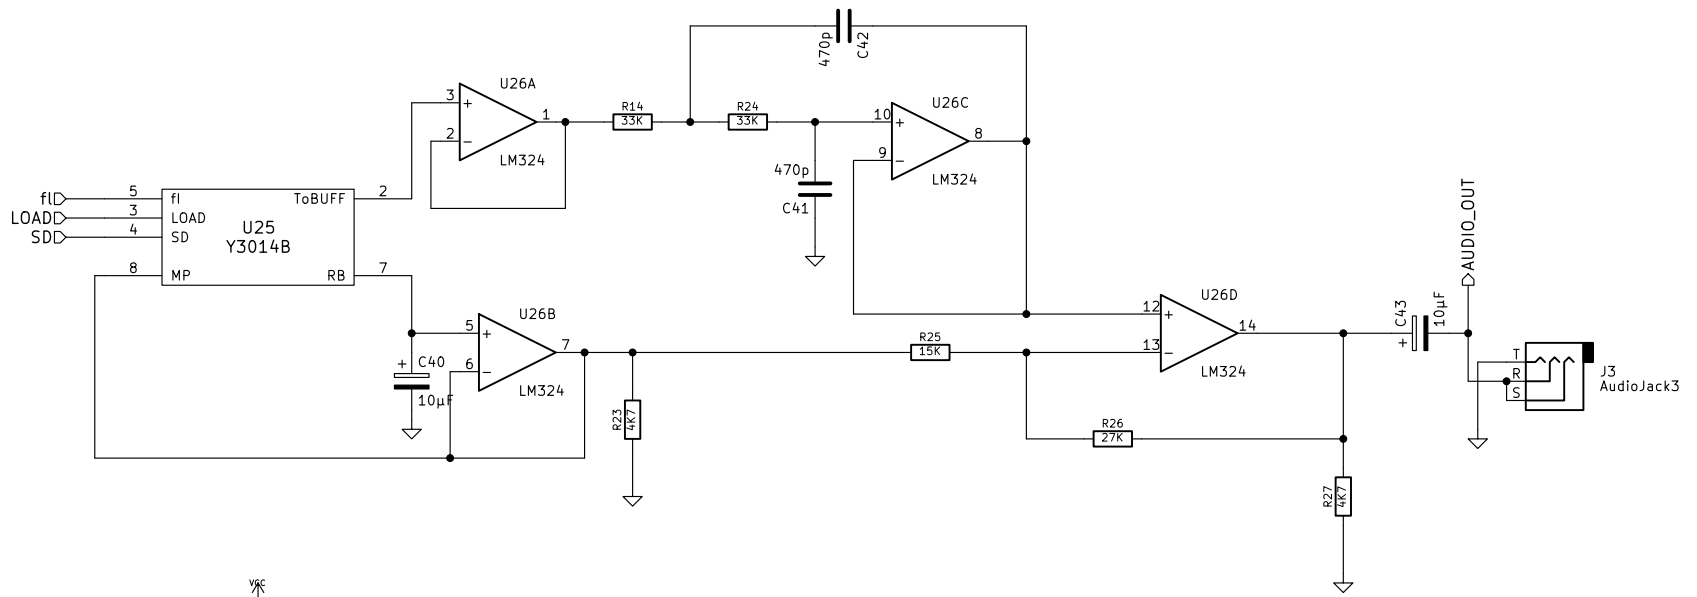 470p
C42
U26A
3
+
1
2
−
LM324
R14
33K
R24
33K
U26C
10
+
8
9
−
LM324
470p
C41
fI
5
fI
ToBUFF
2
LOAD
3
LOAD
SD
4
SD
U25
Y3014B
8
MP
RB
7
U26B
5
+
7
6
−
LM324
+
C40
10µF
R23
4K7
R25
15K
U26D
12
+
14
13
−
LM324
R26
27K
R27
4K7
C43
+
10µF
AUDIO_OUT
T
R
S
J3
AudioJack3
VCC